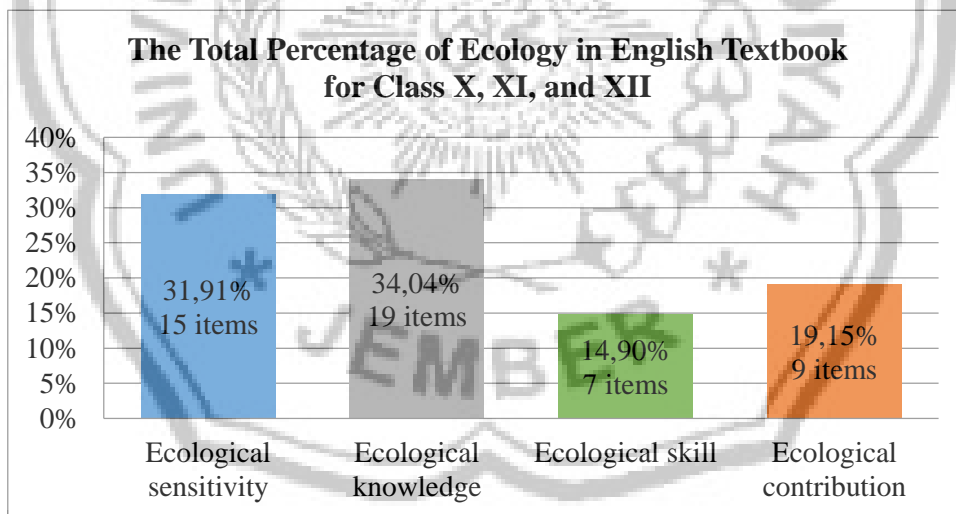 The Total Percentage of Ecology in English Textbook
for Class X, XI, and XII
40%
35%
30%
25%
20%
15%
10%
5%
0%
31,91%
15 items
34,04%
19 items
14,90%
7 items
19,15%
9 items
Ecological
sensitivity
Ecological
knowledge
Ecological skill
Ecological
contribution
JEMBER